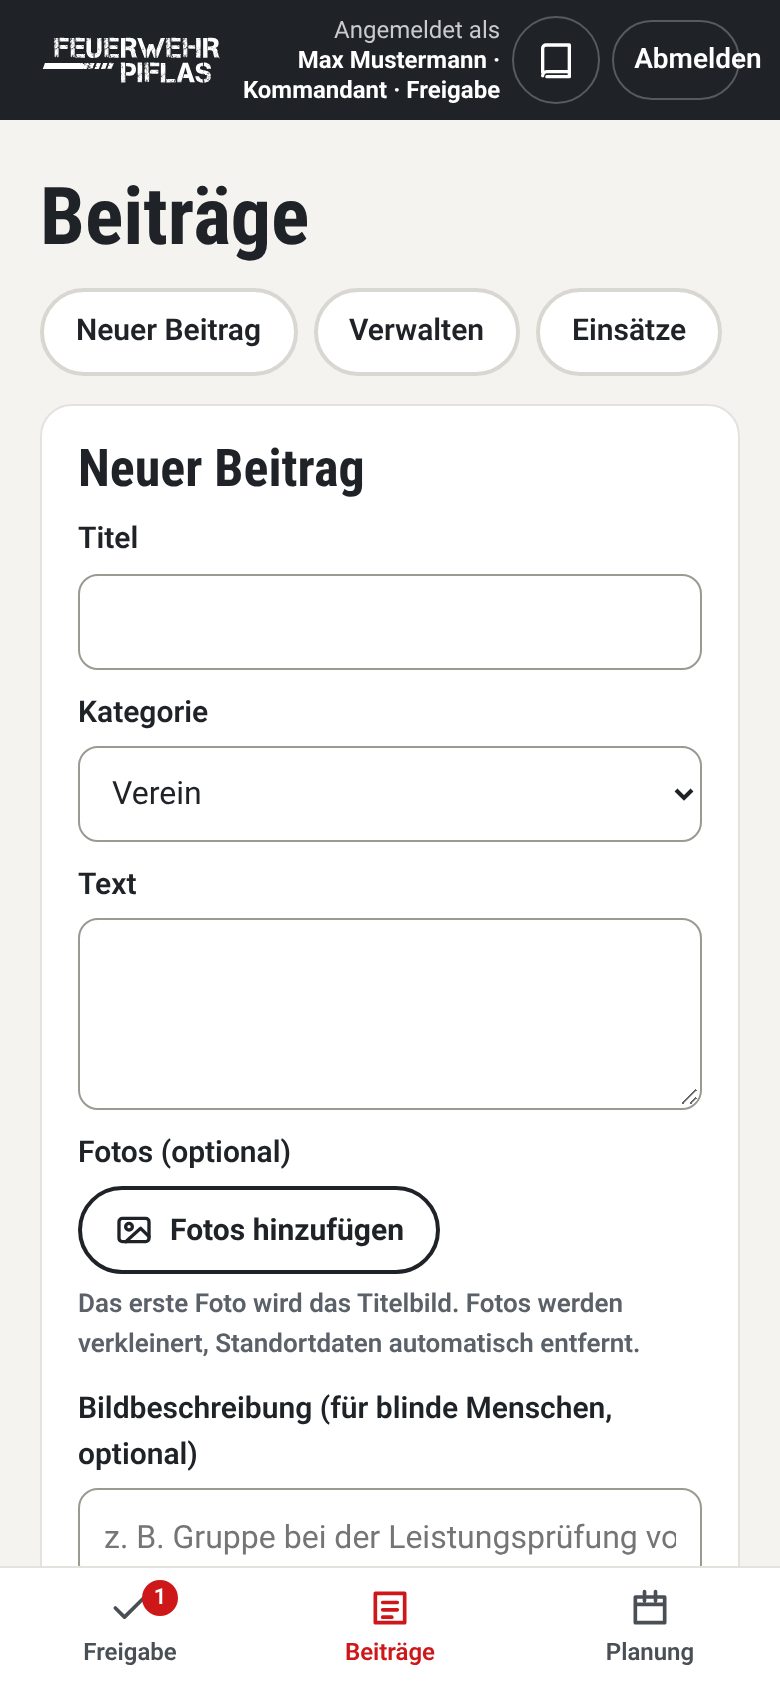 FEUERWEHR
PIFLAS
Angemeldet als
Max Mustermann ·
Kommandant · Freigabe
Abmelden
Beiträge
Neuer Beitrag
Verwalten
Einsätze
Neuer Beitrag
Titel
Kategorie
Verein
Text
Fotos (optional)
Fotos hinzufügen
Das erste Foto wird das Titelbild. Fotos werden
verkleinert, Standortdaten automatisch entfernt.
Bildbeschreibung (für blinde Menschen,
optional)
z. B. Gruppe bei der Leistungsprüfung vo
1
Freigabe
Beiträge
Planung